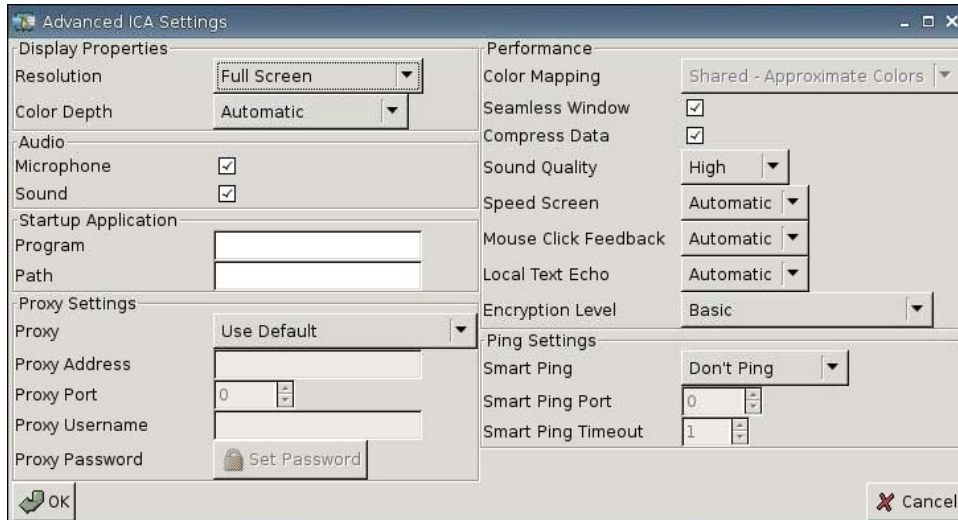 Advanced ICA Settings
Display Properties
Resolution
Full Screen
Color Depth
Automatic
Audio
Microphone
Sound
Startup Application
Program
Path
Proxy Settings
Proxy
Use Default
Proxy Address
Proxy Port
0
Proxy Username
Proxy Password
Set Password
Performance
Color Mapping
Shared - Approximate Colors
Seamless Window
Compress Data
Sound Quality
High
Speed Screen
Automatic
Mouse Click Feedback
Automatic
Local Text Echo
Automatic
Encryption Level
Basic
Ping Settings
Smart Ping
Don't Ping
Smart Ping Port
0
Smart Ping Timeout
1
OK
Cancel